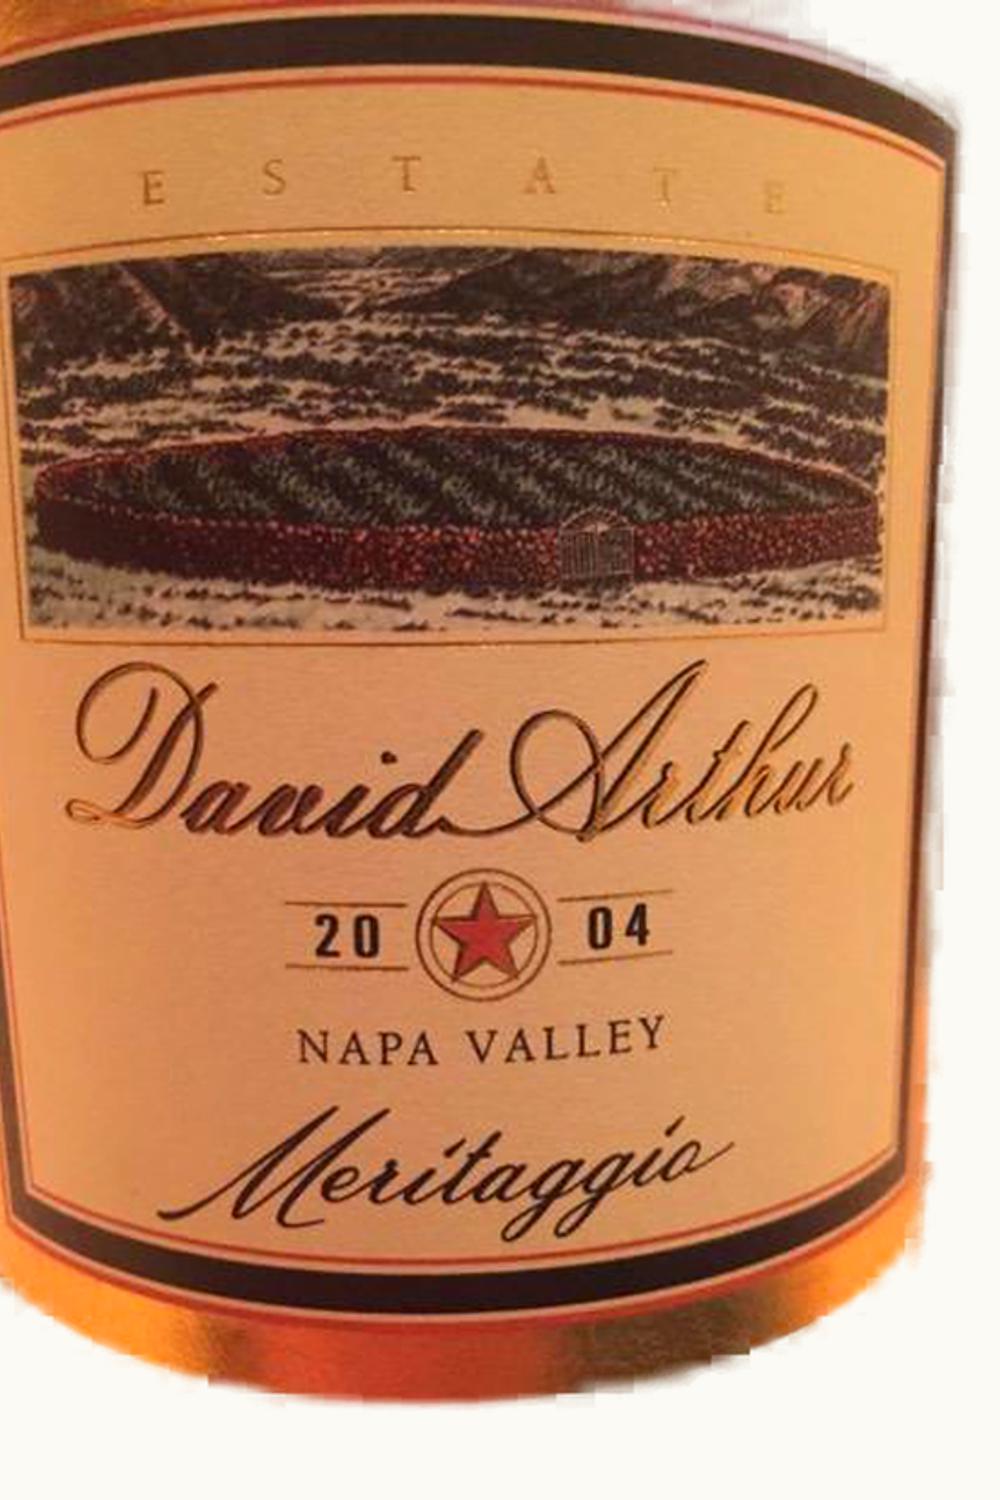 ESTATE
David Arthur
20 04
NAPA VALLEY
Meritaggio